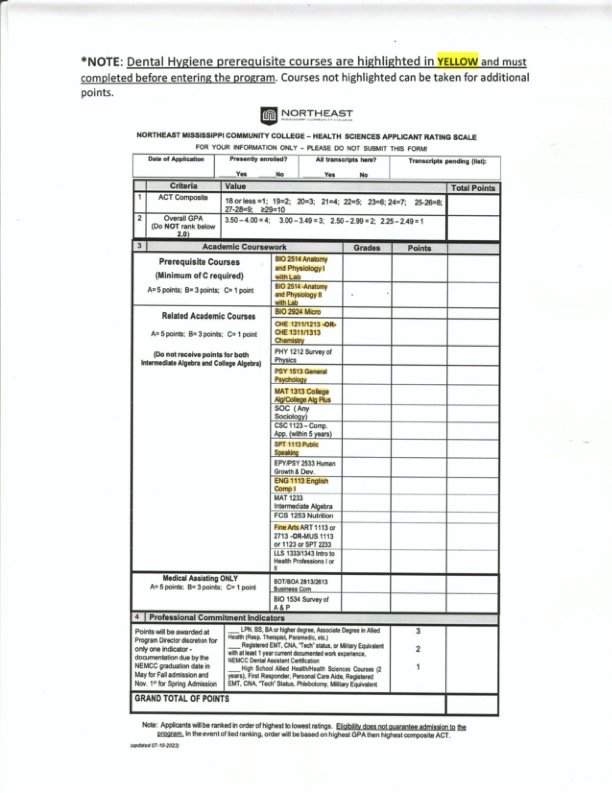 *NOTE: Dental Hygiene prerequisite courses are highlighted in YELLOW and must
completed before entering the program. Courses not highlighted can be taken for additional
points.
NORTHEAST
MISSISSIPPI COMMUNITY COLLEGE
NORTHEAST MISSISSIPPI COMMUNITY COLLEGE – HEALTH SCIENCES APPLICANT RATING SCALE
FOR YOUR INFORMATION ONLY – PLEASE DO NOT SUBMIT THIS FORM!
Date of Application Presently enrolled? All transcripts here? Transcripts pending (list):
____Yes ____No ____Yes No
Criteria Value Total Points
1 ACT Composite 18 or less =1; 19=2; 20=3; 21=4; 22=5; 23=6; 24=7; 25-26=8;
27-28=9; ≥29=10
2 Overall GPA 3.50 – 4.00 = 4; 3.00 – 3.49 = 3; 2.50 – 2.99 = 2; 2.25 – 2.49 = 1
(Do NOT rank below
2.0)
3 Academic Coursework Grades Points
Prerequisite Courses
(Minimum of C required)
A= 5 points; B= 3 points; C= 1 point
BIO 2514 Anatomy
and Physiology I
with Lab
BIO 2514 -Anatomy
and Physiology II
with Lab
Related Academic Courses
A= 5 points; B= 3 points; C= 1 point
(Do not receive points for both
Intermediate Algebra and College Algebra)
BIO 2924 Micro
CHE 1211/1213 -OR-
CHE 1311/1313
Chemistry
PHY 1212 Survey of
Physics
PSY 1513 General
Psychology
MAT 1313 College
Alg/College Alg Plus
SOC (Any
Sociology)
CSC 1123 – Comp.
App. (within 5 years)
SPT 1113 Public
Speaking
EPY/PSY 2533 Human
Growth & Dev.
ENG 1113 English
Comp I
MAT 1233
Intermediate Algebra
FCS 1253 Nutrition
Fine Arts ART 1113 or
2713 -OR-MUS 1113
or 1123 or SPT 2233
LLS 1333/1343 Intro to
Health Professions I or
II
Medical Assisting ONLY
A= 5 points; B= 3 points; C= 1 point
BOT/BOA 2813/2613
Business Com
BIO 1534 Survey of
A & P
4 Professional Commitment Indicators
Points will be awarded at
Program Director discretion for
only one indicator -
documentation due by the
NEMCC graduation date in
May for Fall admission and
Nov. 1st for Spring Admission
____ LPN, BS, BA or higher degree, Associate Degree in Allied
Health (Resp. Therapist, Paramedic, etc.)
3
____ Registered EMT, CNA, "Tech" status, or Military Equivalent
with at least 1 year current documented work experience,
NEMCC Dental Assistant Certification
2
____ High School Allied Health/Health Sciences Courses (2
years), First Responder, Personal Care Aide, Registered
EMT, CNA, "Tech" Status, Phlebotomy, Military Equivalent
1
GRAND TOTAL OF POINTS
Note: Applicants will be ranked in order of highest to lowest ratings. Eligibility does not guarantee admission to the
program. In the event of tied ranking, order will be based on highest GPA then highest composite ACT.
(updated 07-10-2023)